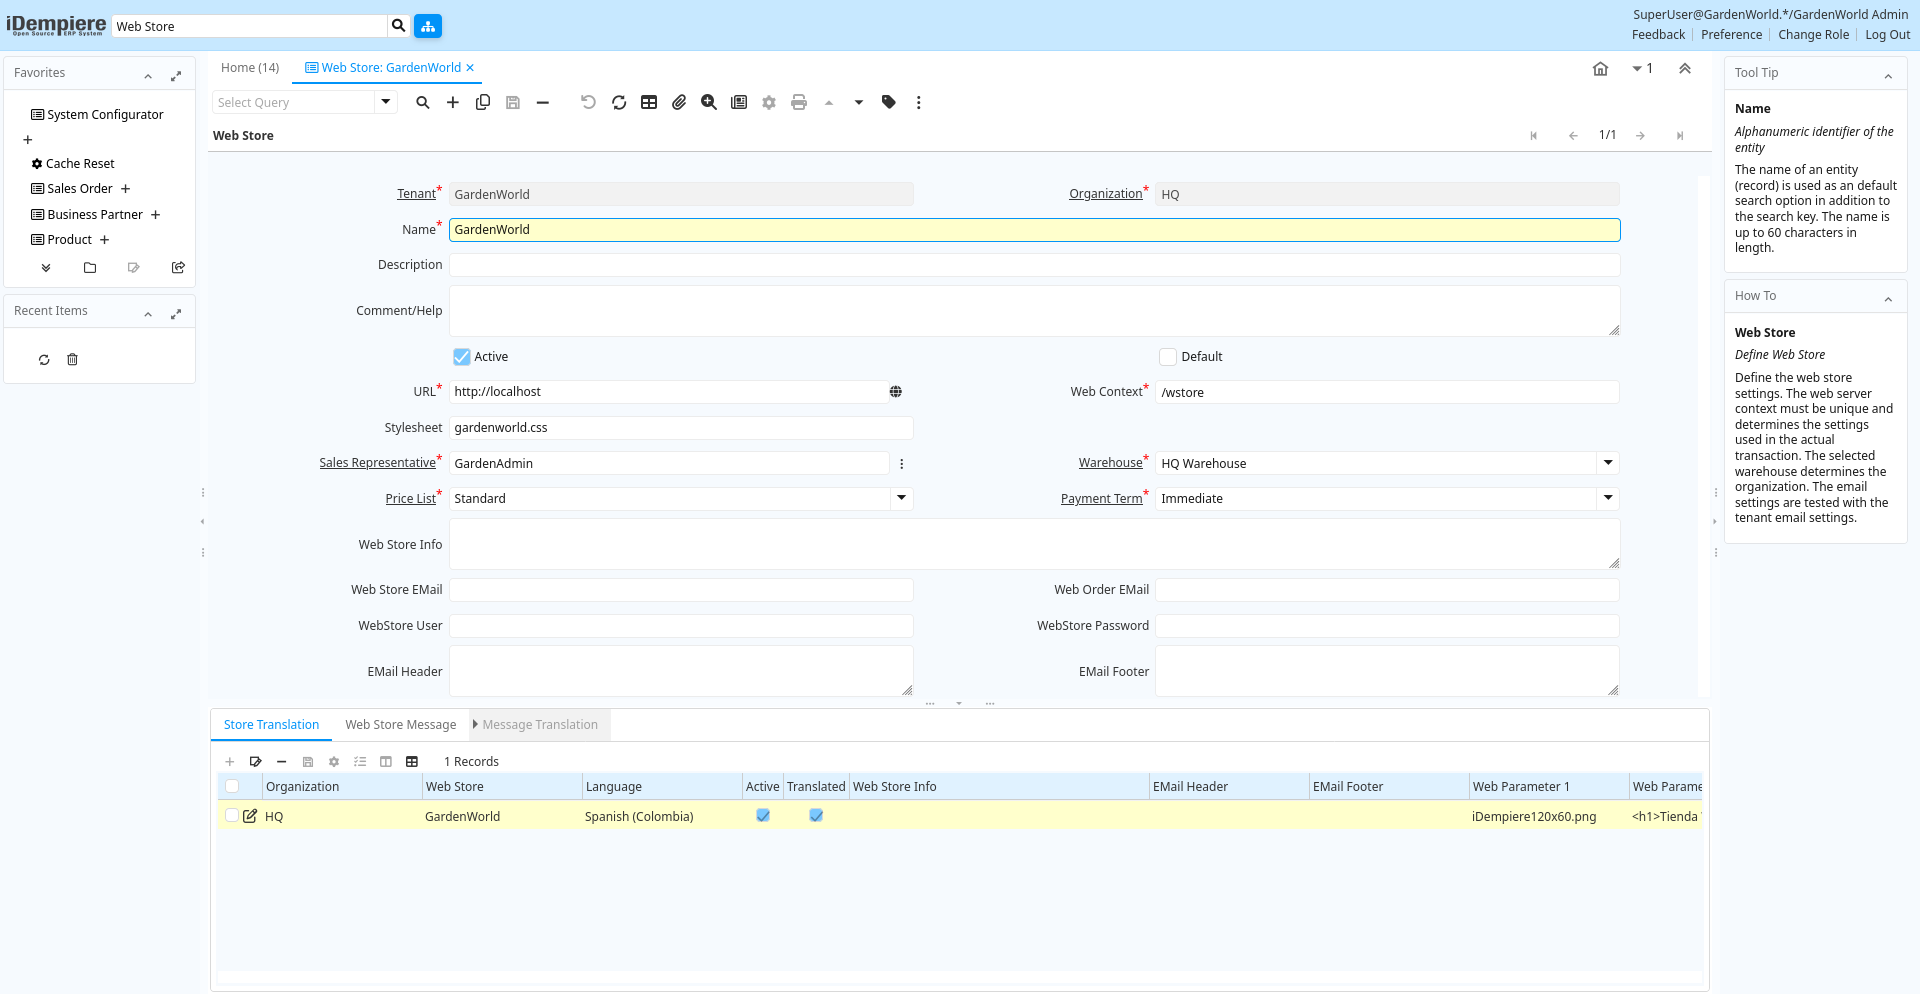 iDempiere
Open Source ERP System
Web Store
SuperUser@GardenWorld.*/GardenWorld Admin
Feedback
Preference
Change Role
Log Out
Favorites
System Configurator
Cache Reset
Sales Order
Business Partner
Product
Recent Items
Home (14)
Web Store: GardenWorld
1
Select Query
Web Store
1/1
Tenant*
GardenWorld
Organization*
HQ
Name*
GardenWorld
Description
Comment/Help
Active
Default
URL*
http://localhost
Web Context*
/wstore
Stylesheet
gardenworld.css
Sales Representative*
GardenAdmin
Warehouse*
HQ Warehouse
Price List*
Standard
Payment Term*
Immediate
Web Store Info
Web Store EMail
Web Order EMail
WebStore User
WebStore Password
EMail Header
EMail Footer
Store Translation
Web Store Message
Message Translation
1 Records
Organization
Web Store
Language
Active
Translated
Web Store Info
EMail Header
EMail Footer
Web Parameter 1
Web Parame
HQ
GardenWorld
Spanish (Colombia)
iDempiere120x60.png
<h1>Tienda
Tool Tip
Name
Alphanumeric identifier of the
entity
The name of an entity
(record) is used as an default
search option in addition to
the search key. The name is
up to 60 characters in
length.
How To
Web Store
Define Web Store
Define the web store
settings. The web server
context must be unique and
determines the settings
used in the actual
transaction. The selected
warehouse determines the
organization. The email
settings are tested with the
tenant email settings.